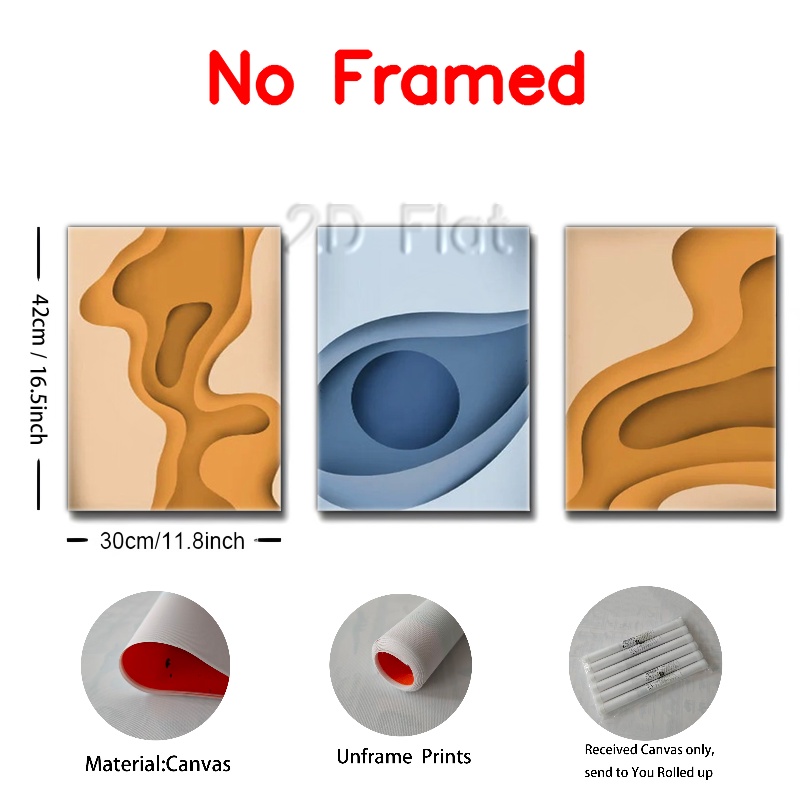 No Framed
2D Flat
42cm / 16.5inch
30cm/11.8inch
Material:Canvas
Unframe Prints
Received Canvas only,
send to You Rolled up